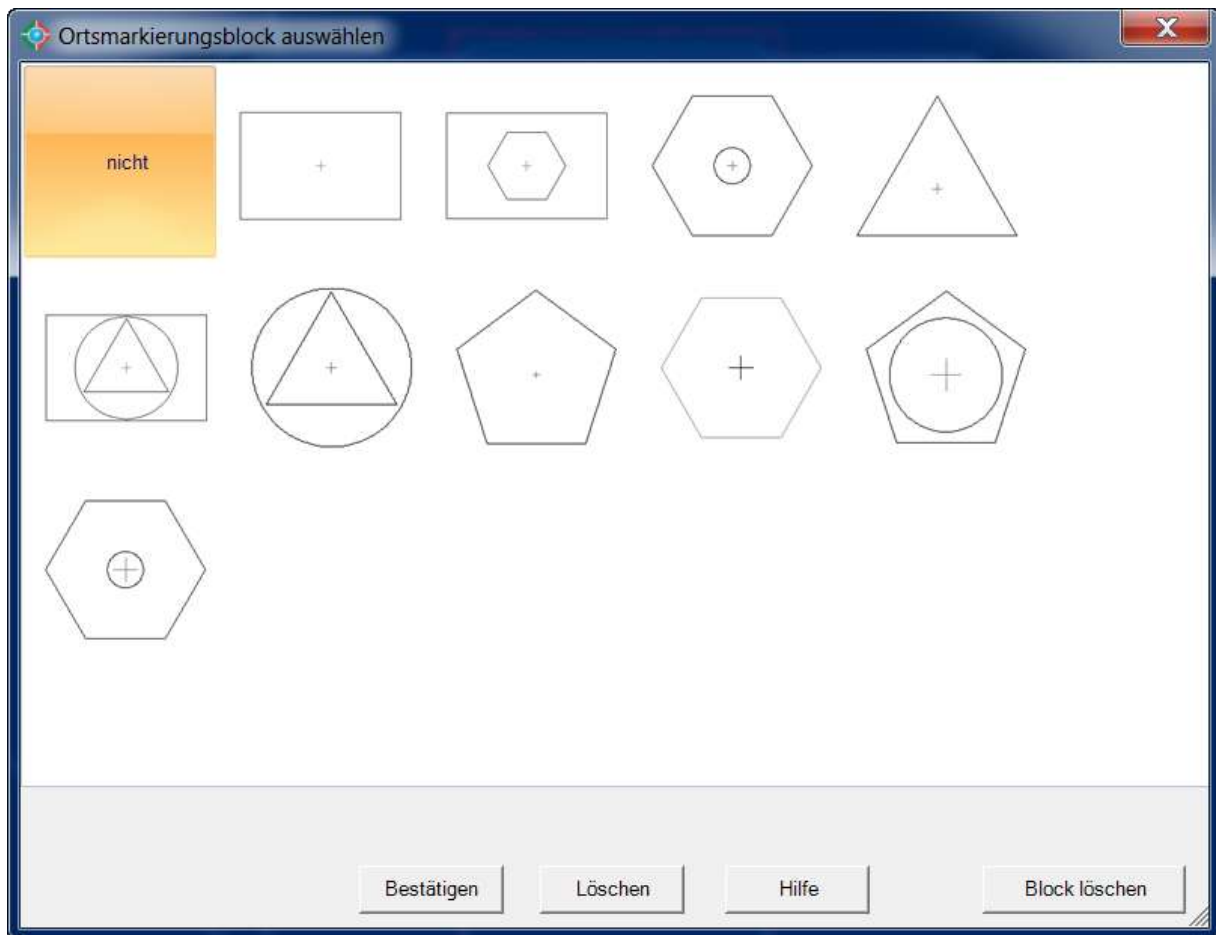 Ortsmarkierungsblock auswählen
nicht
Bestätigen
Löschen
Hilfe
Block löschen